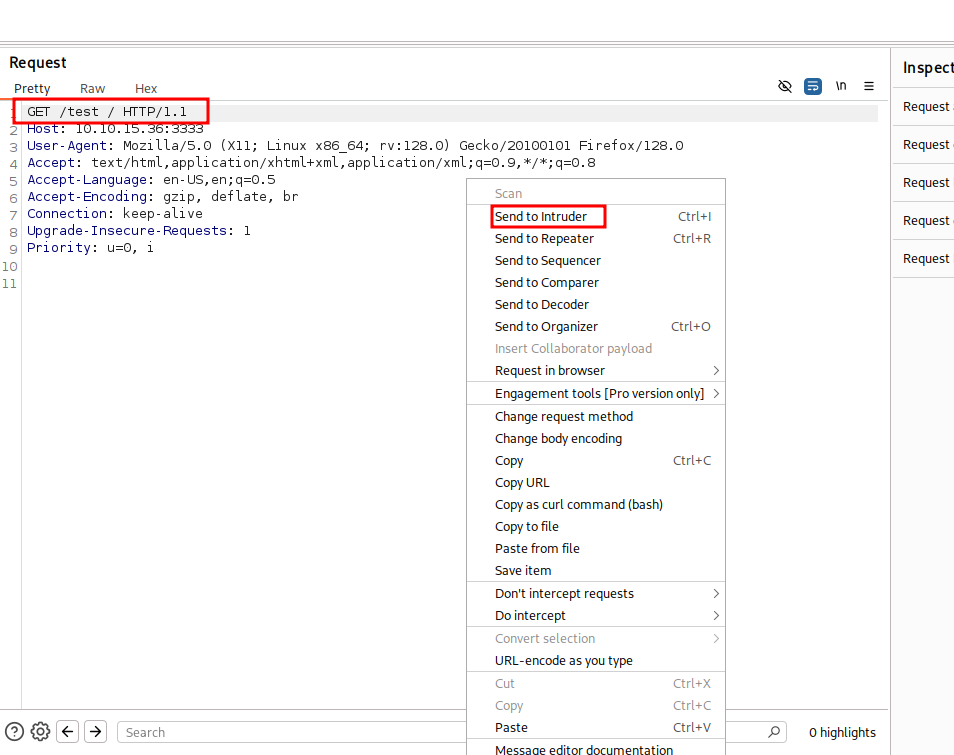 Request
Pretty Raw Hex
\n
1 GET /test / HTTP/1.1
2 Host: 10.10.15.36:3333
3 User-Agent: Mozilla/5.0 (X11; Linux x86_64; rv:128.0) Gecko/20100101 Firefox/128.0
4 Accept: text/html,application/xhtml+xml,application/xml;q=0.9,*/*;q=0.8
5 Accept-Language: en-US,en;q=0.5
6 Accept-Encoding: gzip, deflate, br
7 Connection: keep-alive
8 Upgrade-Insecure-Requests: 1
9 Priority: u=0, i
10
11
Scan
Send to Intruder Ctrl+I
Send to Repeater Ctrl+R
Send to Sequencer
Send to Comparer
Send to Decoder
Send to Organizer Ctrl+O
Insert Collaborator payload
Request in browser
Engagement tools [Pro version only]
Change request method
Change body encoding
Copy Ctrl+C
Copy URL
Copy as curl command (bash)
Copy to file
Paste from file
Save item
Don't intercept requests
Do intercept
Convert selection
URL-encode as you type
Cut Ctrl+X
Copy Ctrl+C
Paste Ctrl+V
Message editor documentation
Search
0 highlights
Inspect
Request
Request
Request
Request
Request